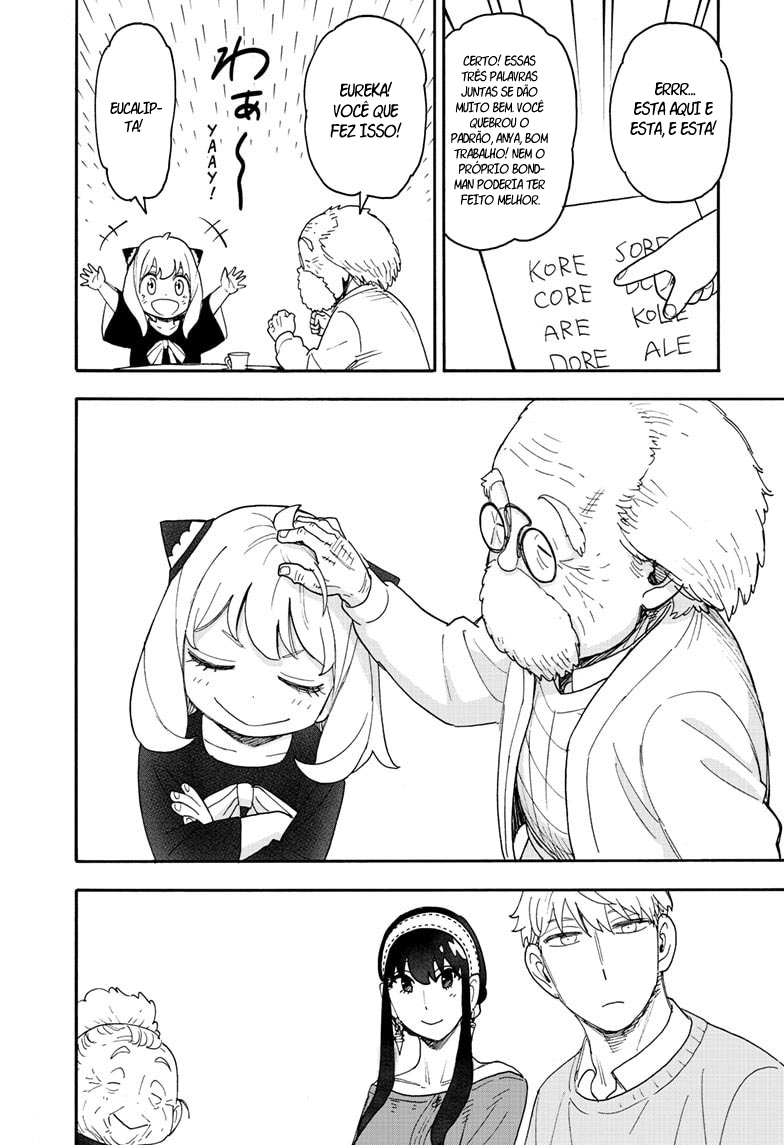 ERRR...
ESTA AQUI E
ESTA, E ESTA!
CERTO! ESSAS
TRÊS PALAVRAS
JUNTAS SE DÃO
MUITO BEM. VOCÊ
QUEBROU O
PADRÃO, ANYA, BOM
TRABALHO! NEM O
PRÓPRIO BOND-
MAN PODERIA TER
FEITO MELHOR.
KORE SORE
CORE
ARE KOLE
DORE ALE
EUREKA!
VOCÊ QUE
FEZ ISSO!
わぁ〜
YAAY!
EUCALIP-
TA!